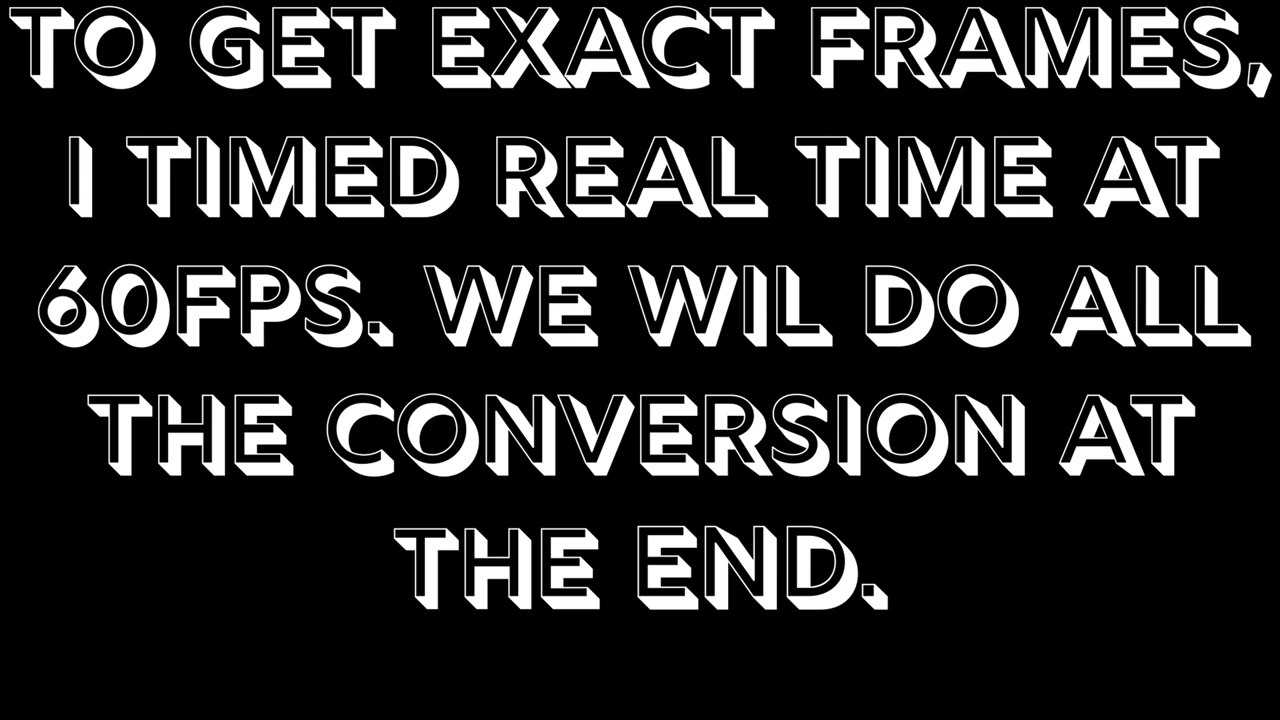 TO GET EXACT FRAMES,
I TIMED REAL TIME AT
60FPS. WE WIL DO ALL
THE CONVERSION AT
THE END.